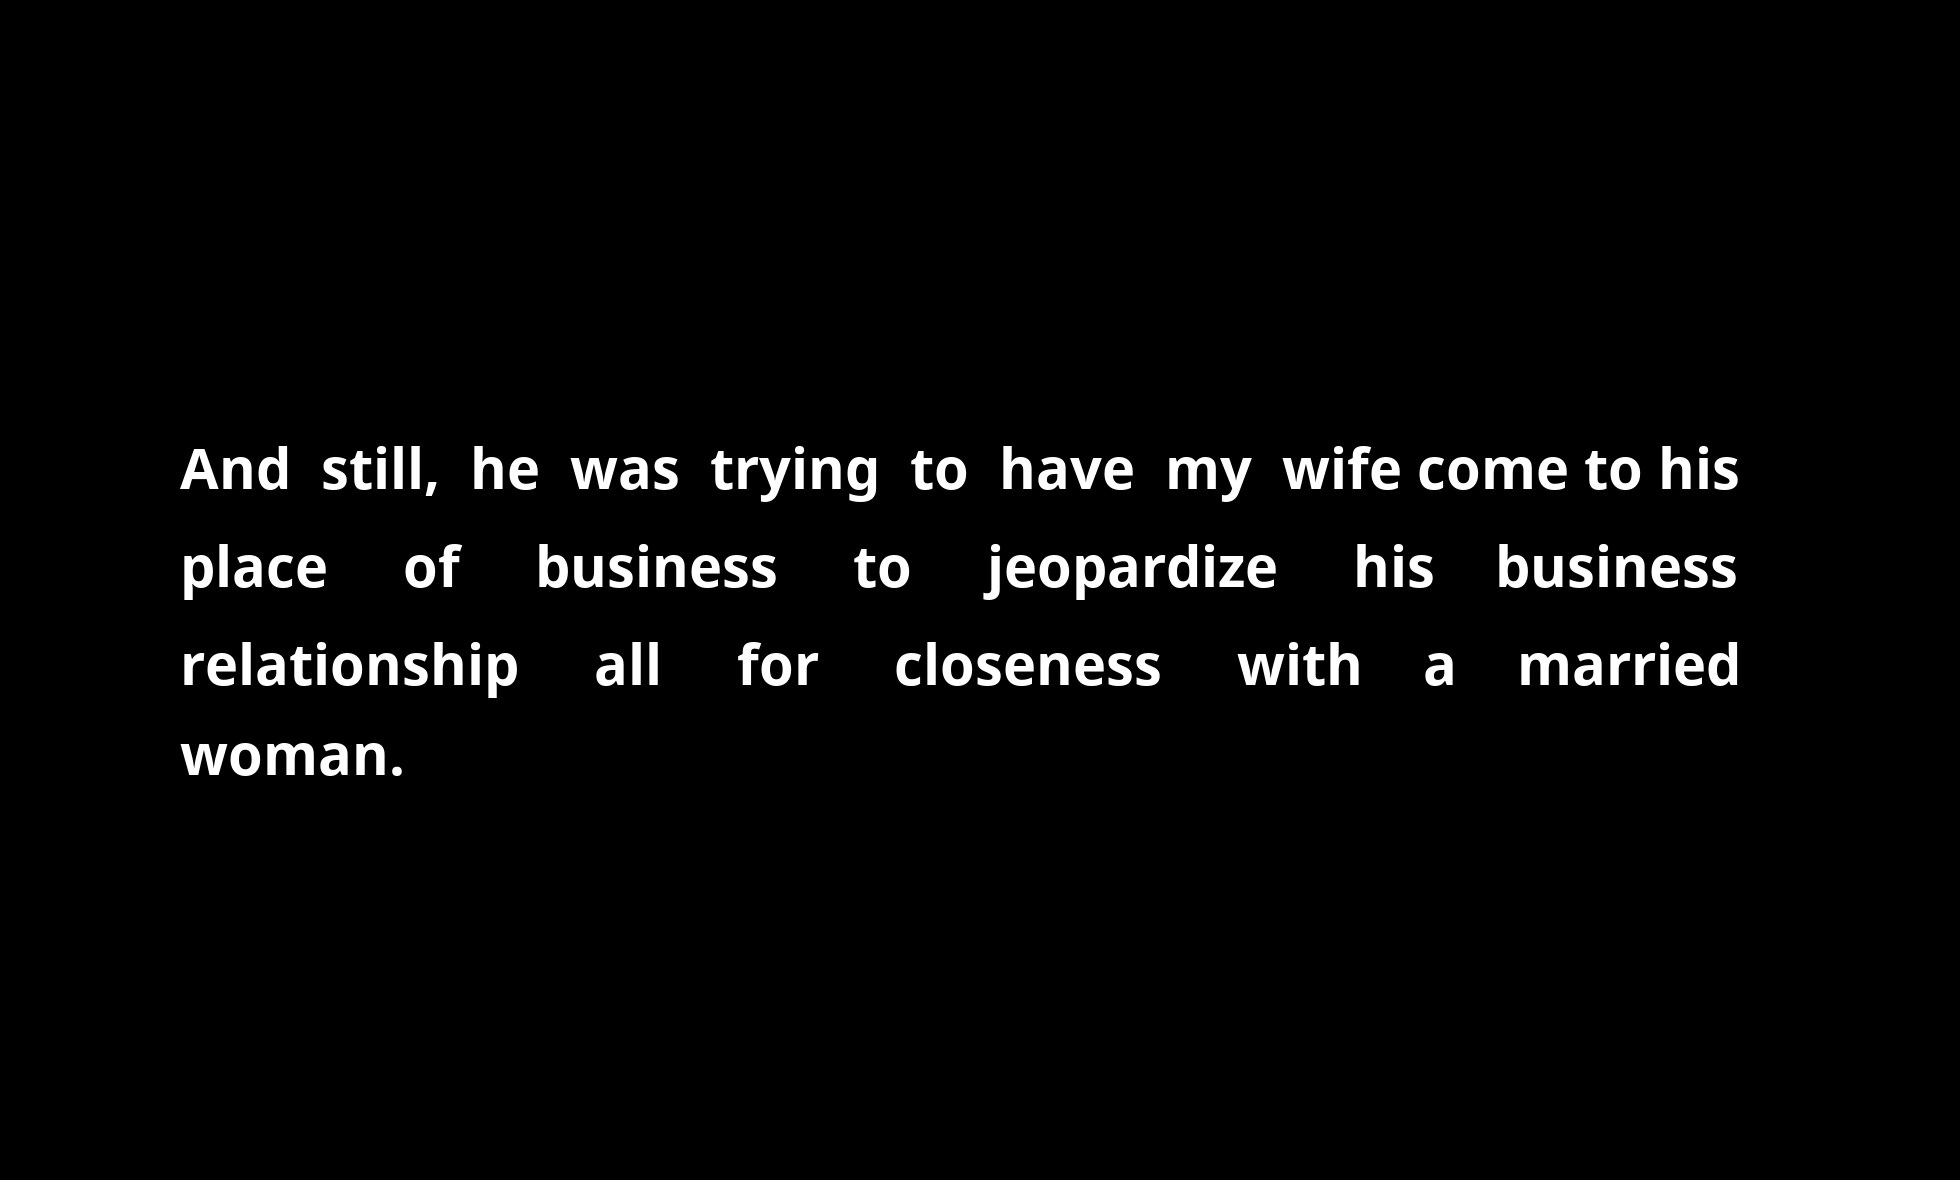 And still, he was trying to have my wife come to his
place of business to jeopardize his business
relationship all for closeness with a married
woman.